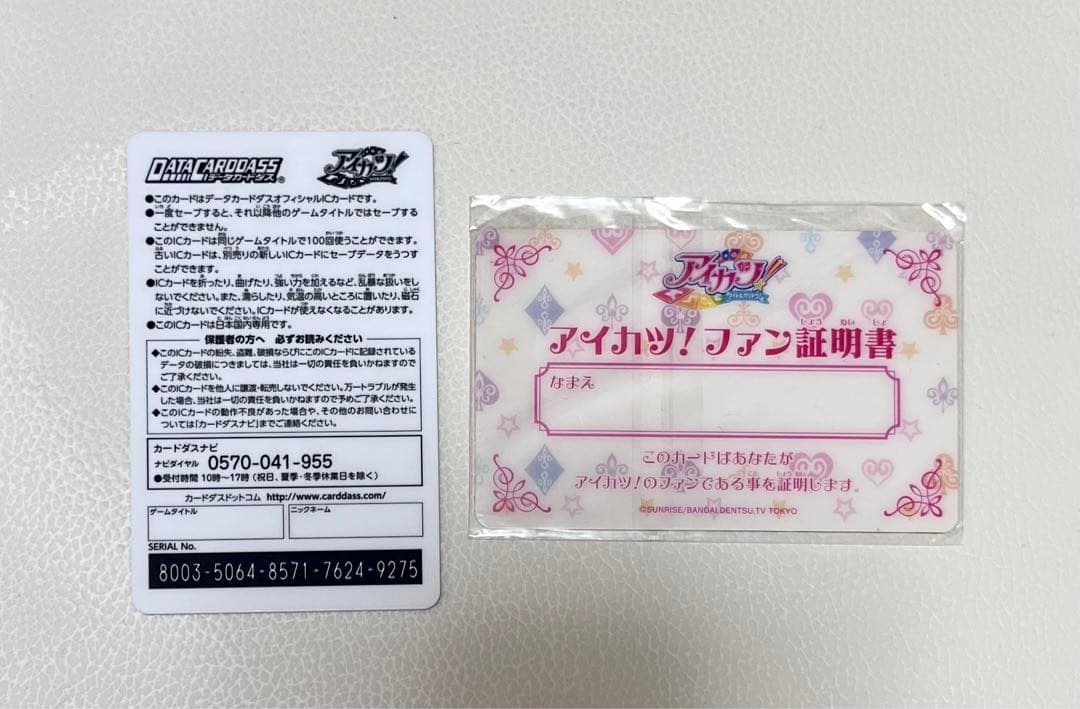 DATA CARDDASS
データカードダス®
アイカツ!
●このカードはデータカードダスオフィシャルICカードです。
●一度セーブすると、それ以降他のゲームタイトルではセーブする
ことができません。
●このICカードは同じゲームタイトルで100回使うことができます。
古いICカードは、別売りの新しいICカードにセーブデータをうつす
ことができます。
●ICカードを折ったり、曲げたり、強い力を加えるなど、乱暴な扱いをし
ないでください。また、濡らしたり、気温の高いところに置いたり、磁石
に近づけないでください。ICカードが使えなくなることがあります。
●このICカードは日本国内専用です。
保護者の方へ 必ずお読みください
◆このICカードの紛失、盗難、破損ならびにこのICカードに記録されている
データの破損につきましては、当社は一切の責任を負いかねますので
ご了承ください。
◆このICカードを他人に譲渡・転売しないでください。万一トラブルが発生
した場合、当社は一切の責任を負いかねますので予めご了承ください。
◆このICカードの動作不良があった場合や、その他のお問い合わせに
ついては「カードダスナビ」までご連絡ください。
カードダスナビ
ナビダイヤル 0570-041-955
●受付時間 10時～17時(祝日、夏季・冬季休業日を除く)
カードダスドットコム http://www.carddass.com/
ゲームタイトル
ニックネーム
SERIAL No.
8003-5064-8571-7624-9275
アイカツ!
アイカツ! ファン証明書
なまえ
このカードはあなたが
アイカツ!のファンである事を証明します。
©SUNRISE/BANDAI,DENTSU,TV TOKYO